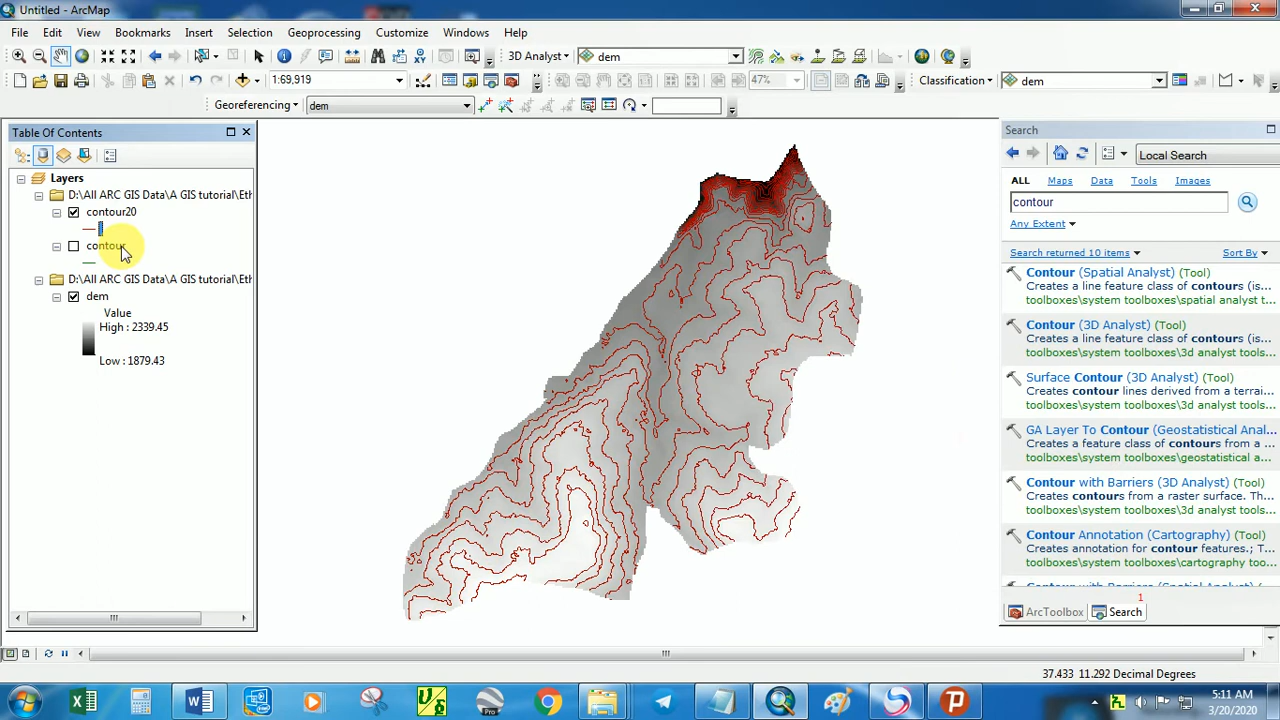 Untitled - ArcMap
File Edit View Bookmarks Insert Selection Geoprocessing Customize Windows Help
3D Analyst dem
1:69,919 47% Classification dem
Georeferencing dem
Table Of Contents
Layers
D:\All ARC GIS Data\A GIS tutorial\Eth
contour20
contour
D:\All ARC GIS Data\A GIS tutorial\Eth
dem
Value
High : 2339.45
Low : 1879.43
Search
Local Search
ALL Maps Data Tools Images
contour
Any Extent
Search returned 10 items Sort By
Contour (Spatial Analyst) (Tool)
Creates a line feature class of contours (is...
toolboxes\system toolboxes\spatial analyst t...
Contour (3D Analyst) (Tool)
Creates a line feature class of contours (is...
toolboxes\system toolboxes\3d analyst tools...
Surface Contour (3D Analyst) (Tool)
Creates contour lines derived from a terrai...
toolboxes\system toolboxes\3d analyst tools...
GA Layer To Contour (Geostatistical Anal...
Creates a feature class of contours from a ...
toolboxes\system toolboxes\geostatistical a...
Contour with Barriers (3D Analyst) (Tool)
Creates contours from a raster surface. Th...
toolboxes\system toolboxes\3d analyst tools...
Contour Annotation (Cartography) (Tool)
Creates annotation for contour features.; T...
toolboxes\system toolboxes\cartography too...
Contour with Barriers (Spatial Analyst) (
1
ArcToolbox Search
37.433 11.292 Decimal Degrees
Pro
5:11 AM
3/20/2020